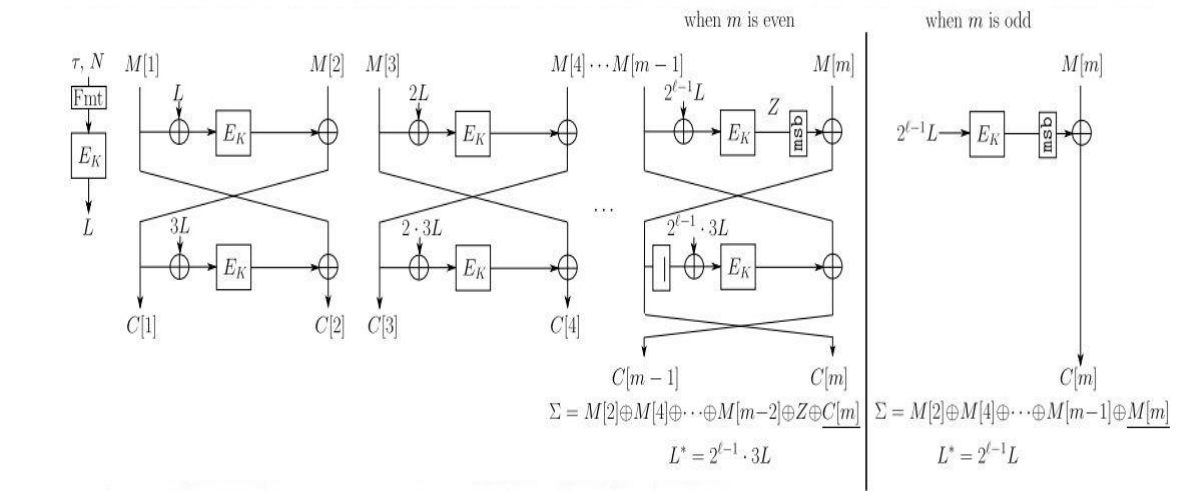 when m is even when m is odd
τ, N M[1] M[2] M[3] M[4]⋯M[m−1] M[m] M[m]
Fmt L 2L 2^{ℓ−1}L Z
E_K E_K E_K msb 2^{ℓ−1}L E_K msb
E_K
L 3L 2·3L ⋯ 2^{ℓ−1}·3L
E_K E_K E_K
C[1] C[2] C[3] C[4]
C[m−1] C[m] C[m]
Σ = M[2]⊕M[4]⊕⋯⊕M[m−2]⊕Z⊕C[m] Σ = M[2]⊕M[4]⊕⋯⊕M[m−1]⊕M[m]
L* = 2^{ℓ−1}·3L L* = 2^{ℓ−1}L